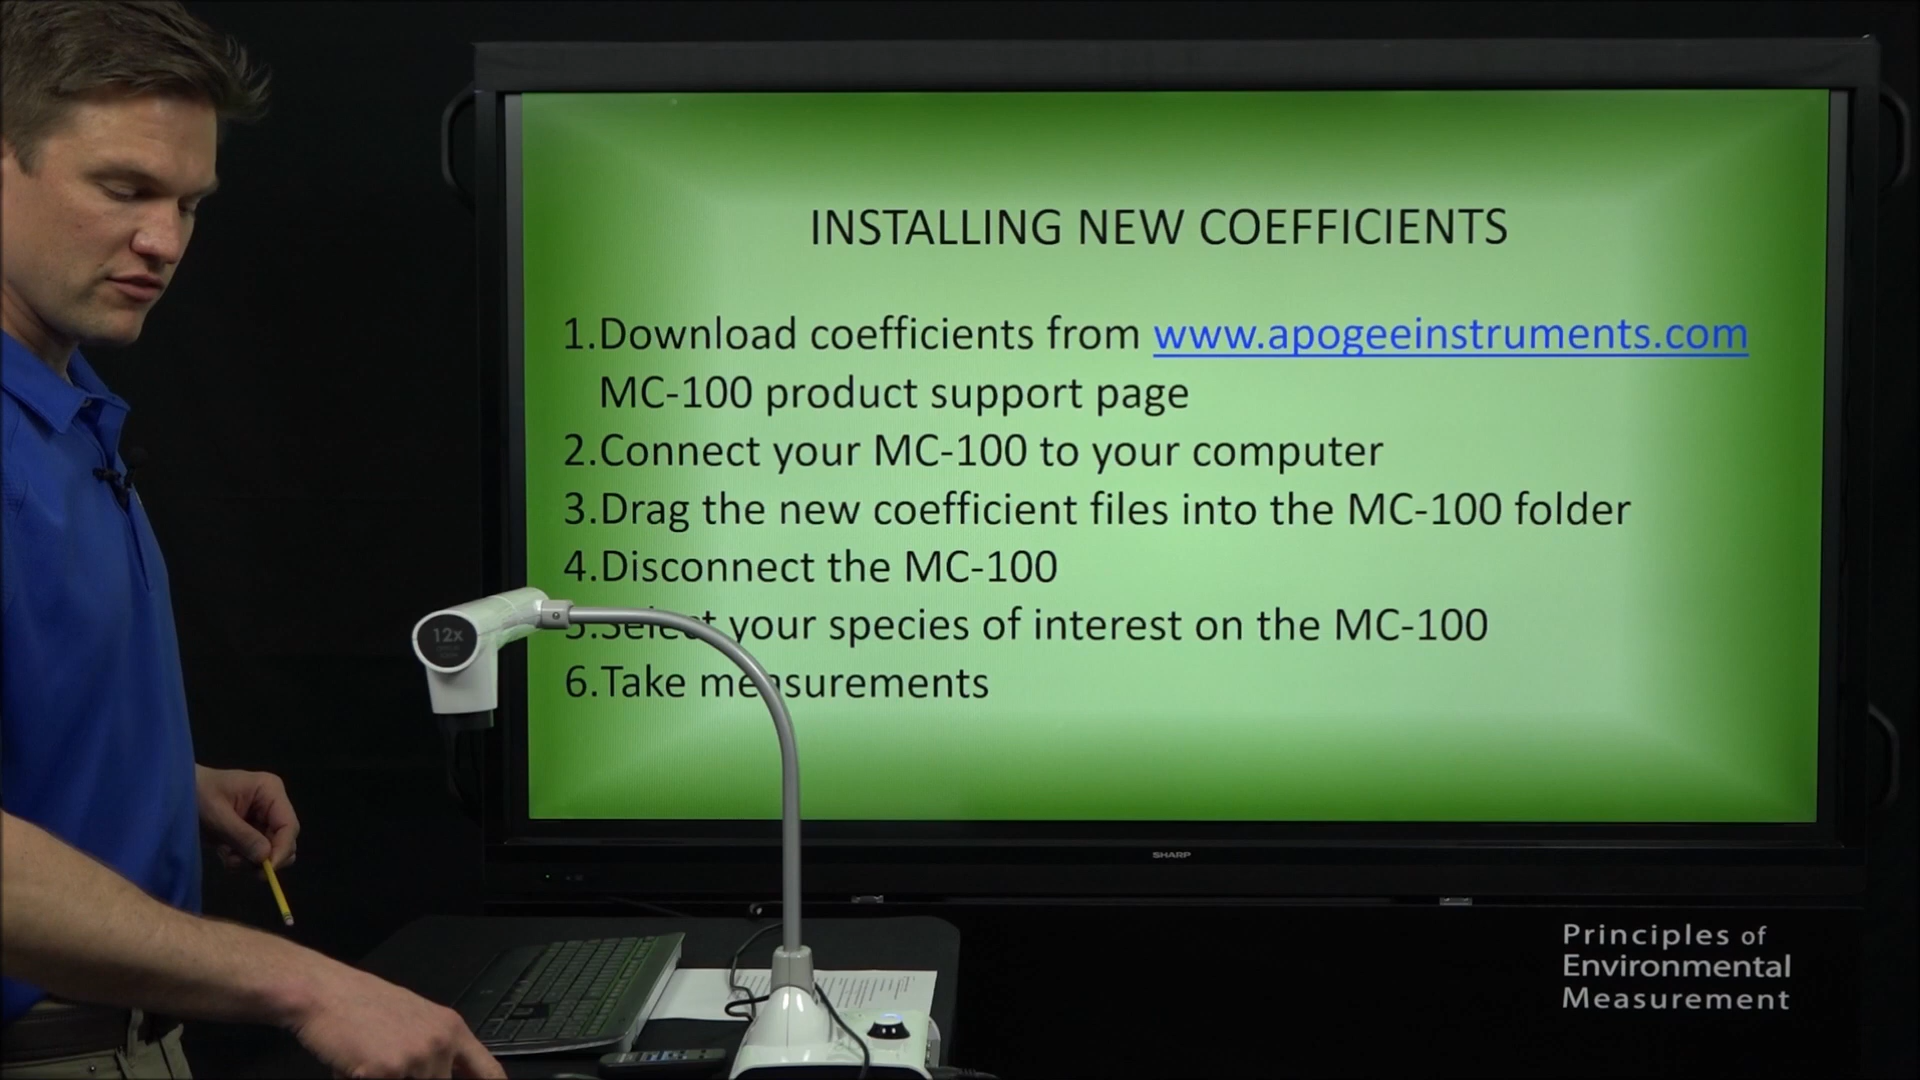 INSTALLING NEW COEFFICIENTS
1.Download coefficients from www.apogeeinstruments.com
MC-100 product support page
2.Connect your MC-100 to your computer
3.Drag the new coefficient files into the MC-100 folder
4.Disconnect the MC-100
5.Select your species of interest on the MC-100
6.Take measurements
12x
SHARP
Principles of
Environmental
Measurement